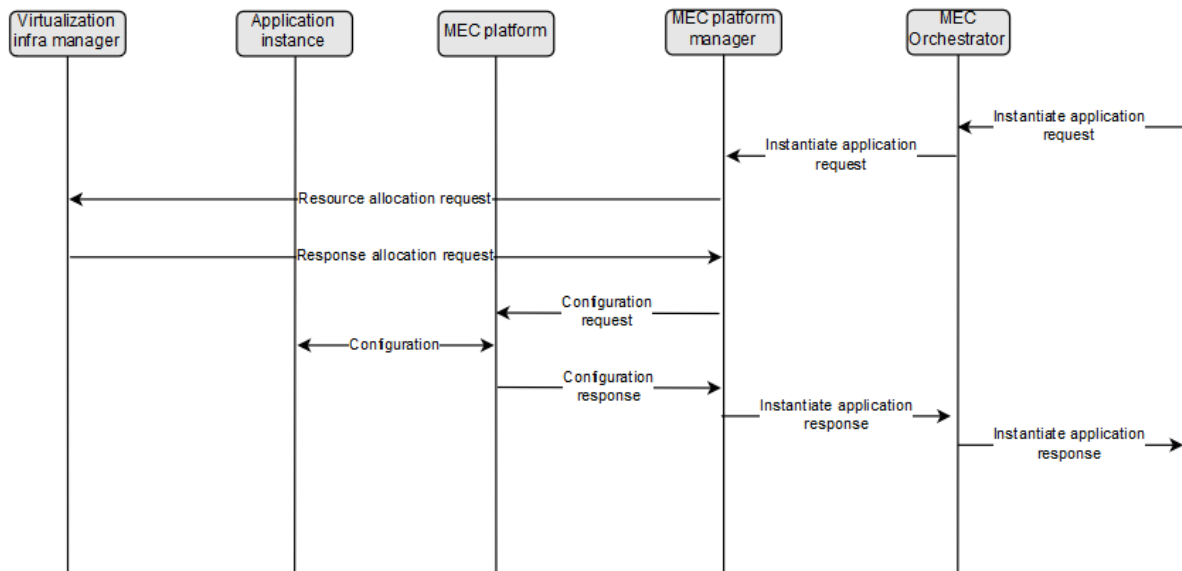 Virtualization
infra manager
Application
instance
MEC platform
MEC platform
manager
MEC
Orchestrator
Instantiate application
request
Instantiate application
request
Resource allocation request
Response allocation request
Configuration
request
Configuration
Configuration
response
Instantiate application
response
Instantiate application
response